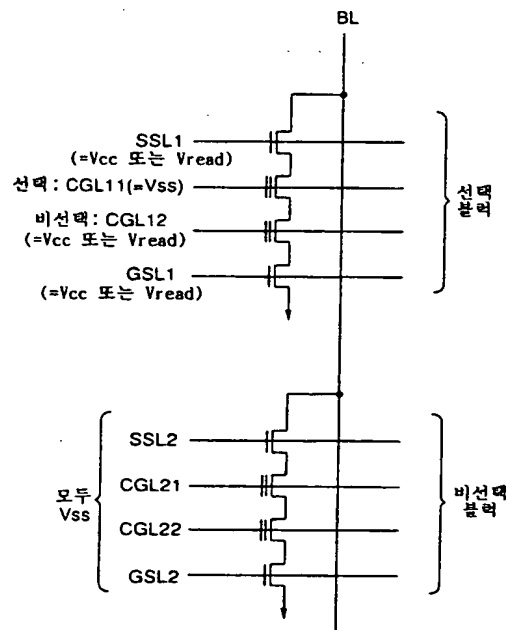 BL
SSL1
(=Vcc 또는 Vread)
선택: CGL11(=Vss)
비선택: CGL12
(=Vcc 또는 Vread)
GSL1
(=Vcc 또는 Vread)
선택
블럭
SSL2
CGL21
CGL22
GSL2
모두
Vss
비선택
블럭